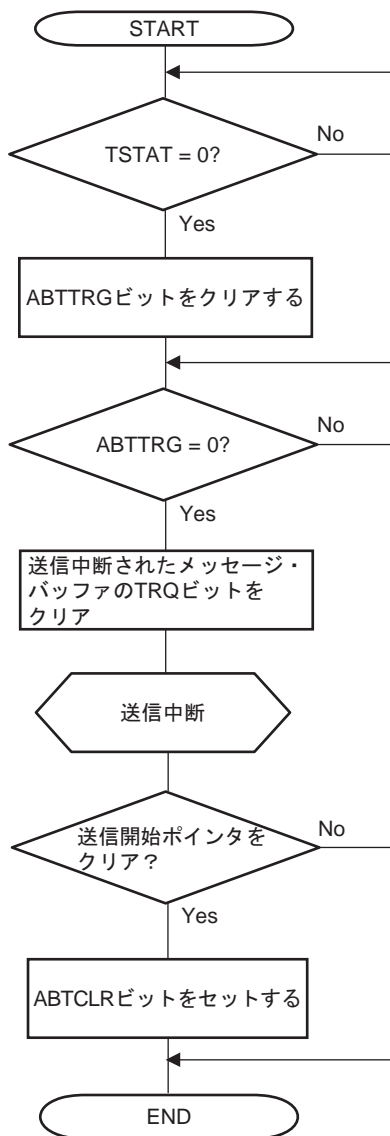 START
TSTAT = 0?
No
Yes
ABTTRGビットをクリアする
ABTTRG = 0?
No
Yes
送信中断されたメッセージ・
バッファのTRQビットを
クリア
送信中断
送信開始ポインタを
クリア？
No
Yes
ABTCLRビットをセットする
END